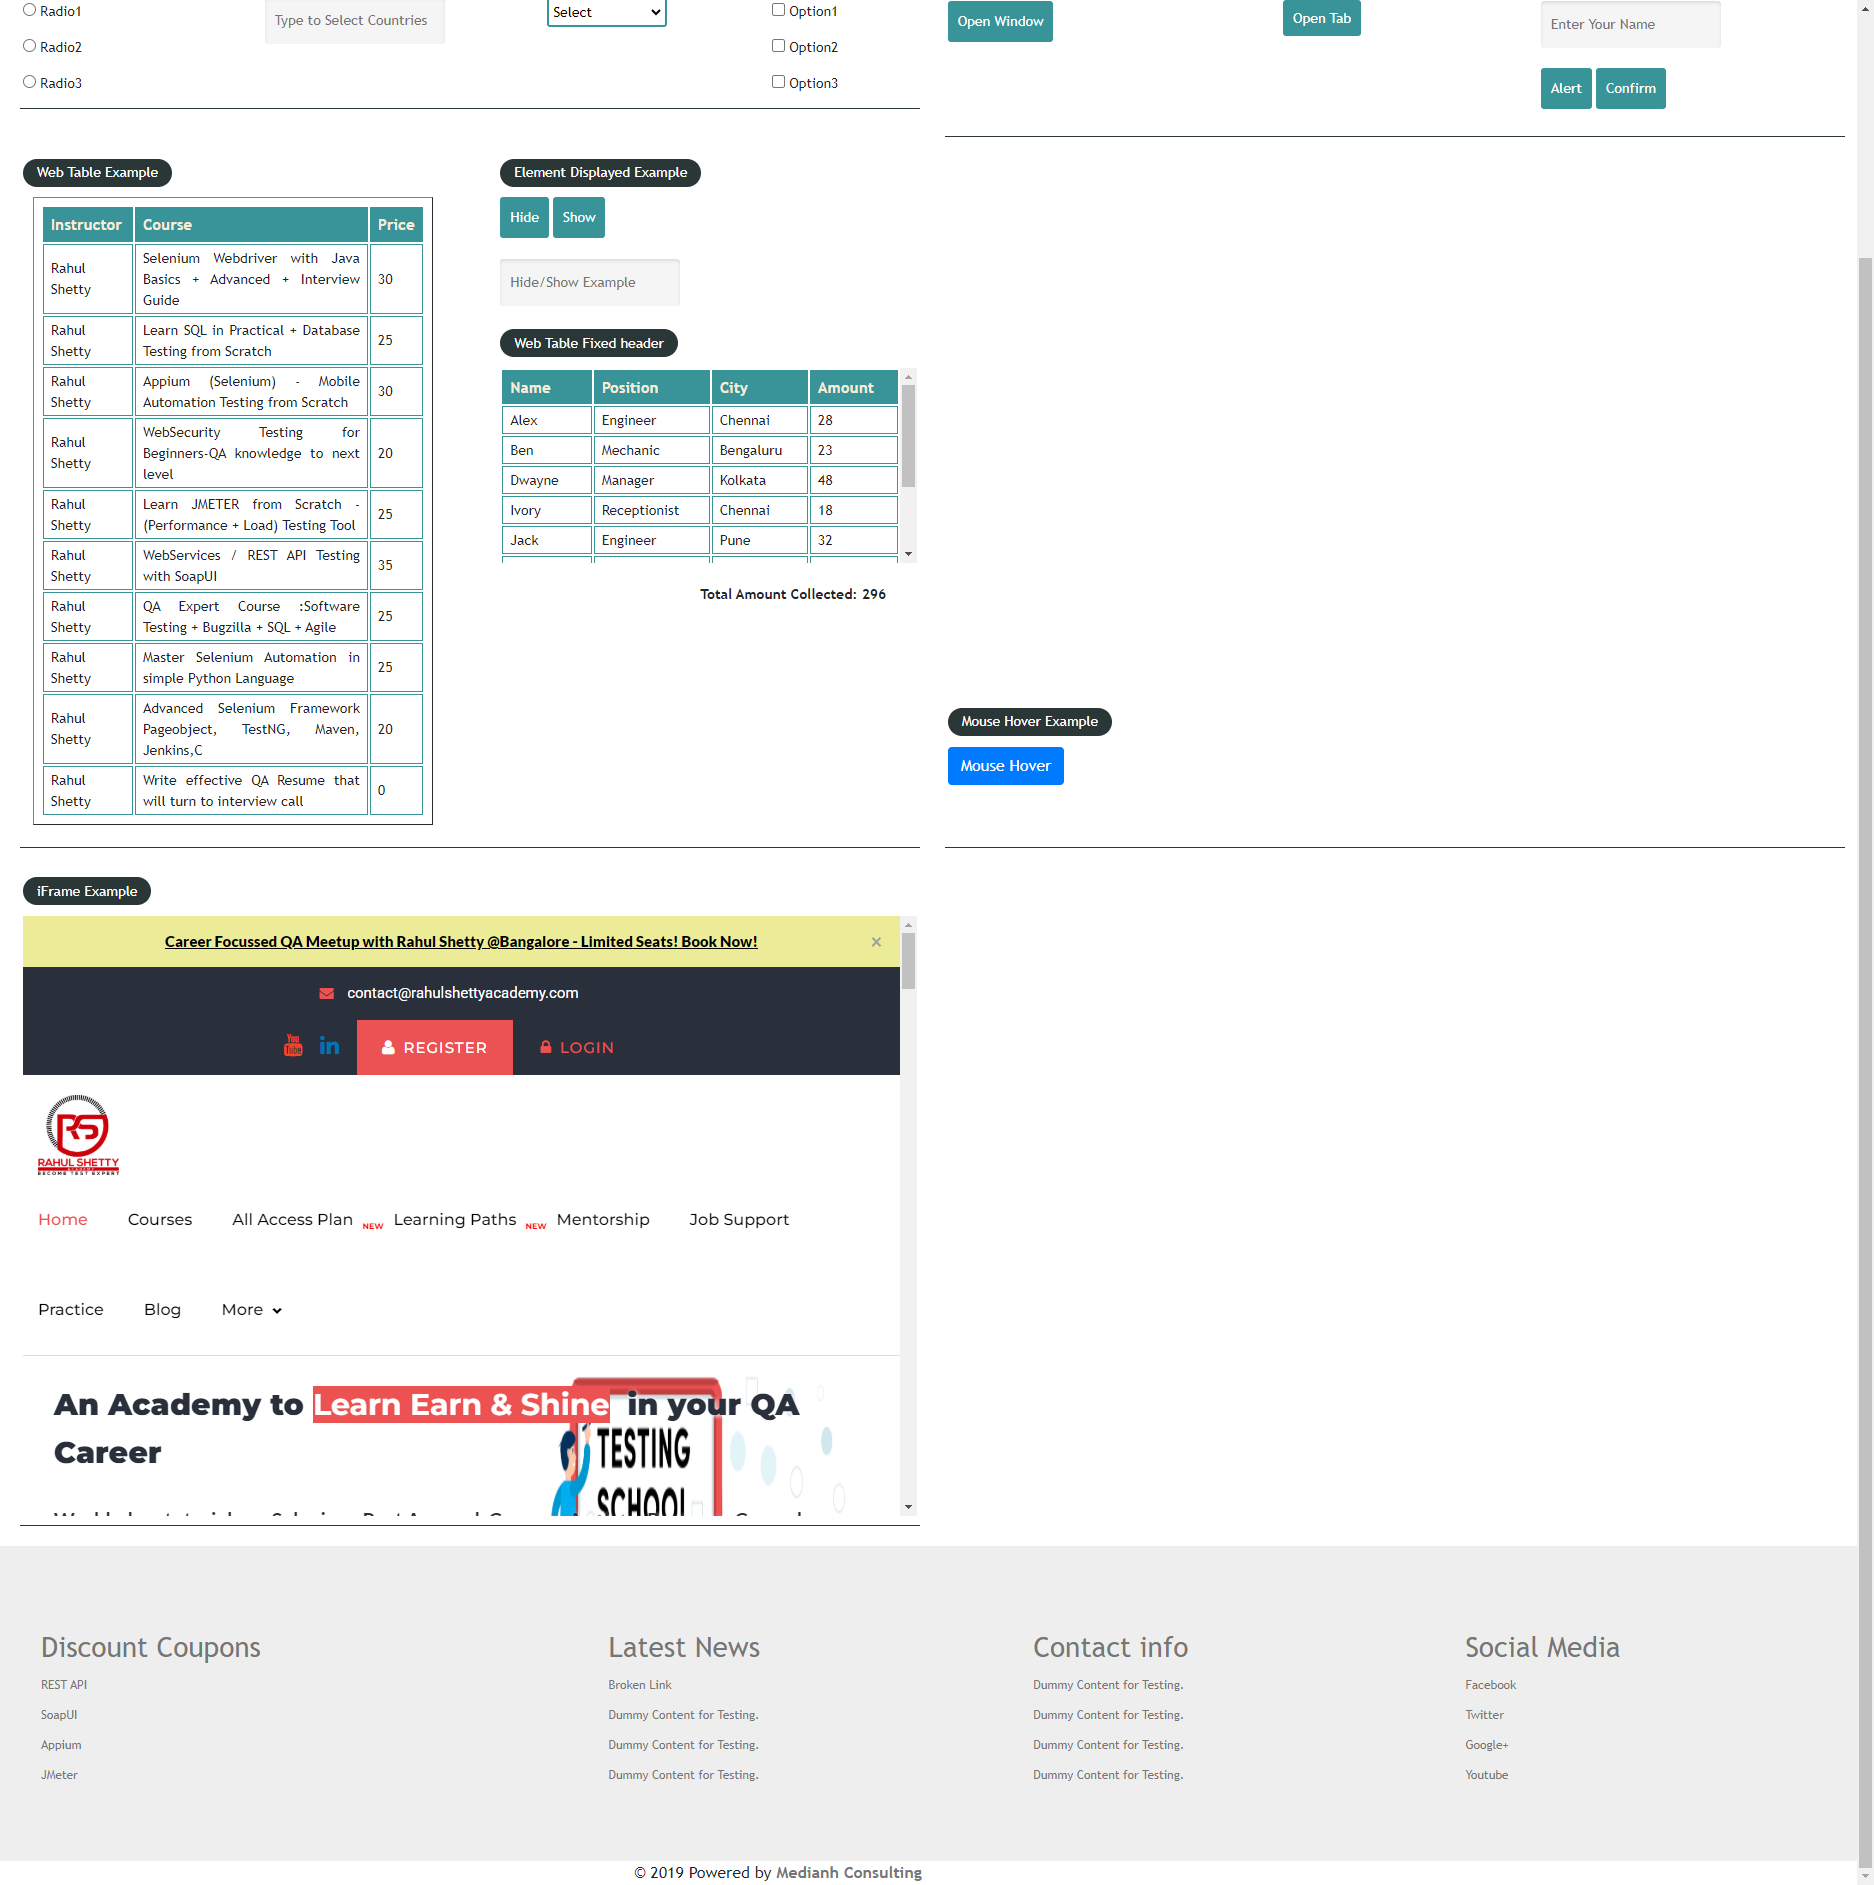 Radio1
Radio2
Radio3
Type to Select Countries
Select
Option1
Option2
Option3
Open Window
Open Tab
Enter Your Name
Alert Confirm
Web Table Example
Instructor Course Price
Rahul Shetty Selenium Webdriver with Java Basics + Advanced + Interview Guide 30
Rahul Shetty Learn SQL in Practical + Database Testing from Scratch 25
Rahul Shetty Appium (Selenium) - Mobile Automation Testing from Scratch 30
Rahul Shetty WebSecurity Testing for Beginners-QA knowledge to next level 20
Rahul Shetty Learn JMETER from Scratch - (Performance + Load) Testing Tool 25
Rahul Shetty WebServices / REST API Testing with SoapUI 35
Rahul Shetty QA Expert Course :Software Testing + Bugzilla + SQL + Agile 25
Rahul Shetty Master Selenium Automation in simple Python Language 25
Rahul Shetty Advanced Selenium Framework Pageobject, TestNG, Maven, Jenkins,C 20
Rahul Shetty Write effective QA Resume that will turn to interview call 0
Element Displayed Example
Hide Show
Hide/Show Example
Web Table Fixed header
Name Position City Amount
Alex Engineer Chennai 28
Ben Mechanic Bengaluru 23
Dwayne Manager Kolkata 48
Ivory Receptionist Chennai 18
Jack Engineer Pune 32
Total Amount Collected: 296
Mouse Hover Example
Mouse Hover
iFrame Example
Career Focussed QA Meetup with Rahul Shetty @Bangalore - Limited Seats! Book Now! ×
contact@rahulshettyacademy.com
You Tube in REGISTER LOGIN
RS
RAHUL SHETTY
ACADEMY
BECOME TEST EXPERT
Home Courses All Access Plan NEW Learning Paths NEW Mentorship Job Support
Practice Blog More
An Academy to Learn Earn & Shine in your QA
Career
TESTING
SCHOOL
Discount Coupons
REST API
SoapUI
Appium
JMeter
Latest News
Broken Link
Dummy Content for Testing.
Dummy Content for Testing.
Dummy Content for Testing.
Contact info
Dummy Content for Testing.
Dummy Content for Testing.
Dummy Content for Testing.
Dummy Content for Testing.
Social Media
Facebook
Twitter
Google+
Youtube
© 2019 Powered by Medianh Consulting